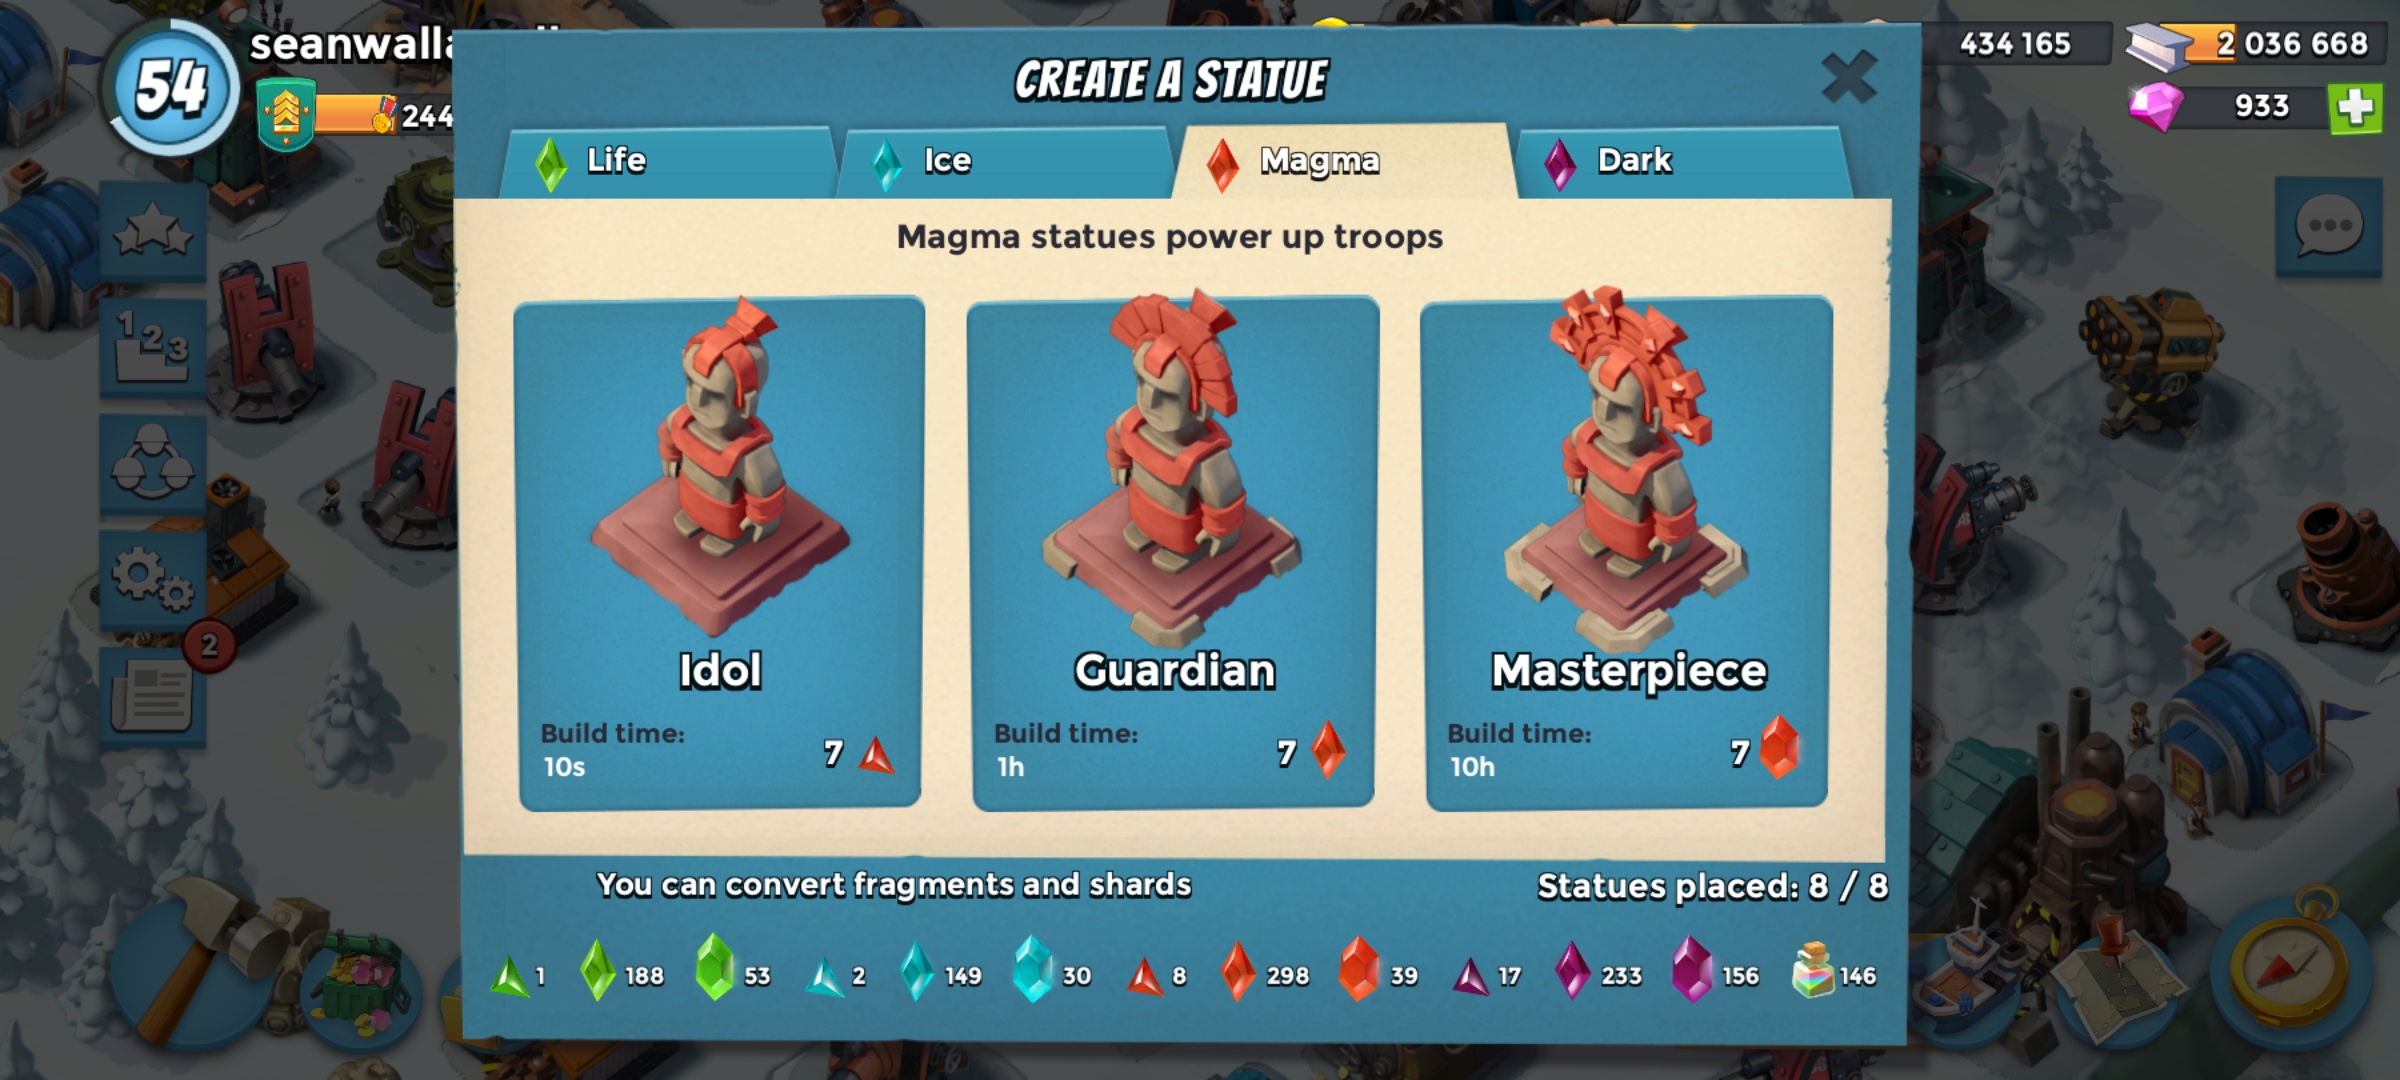 54
244
434 165
2 036 668
933
CREATE A STATUE
Life
Ice
Magma
Dark
Magma statues power up troops
1 2 3
2
Idol
Build time:
10s
7
Guardian
Build time:
1h
7
Masterpiece
Build time:
10h
7
You can convert fragments and shards
Statues placed: 8 / 8
1 188 53 2 149 30 8 298 39 17 233 156 146